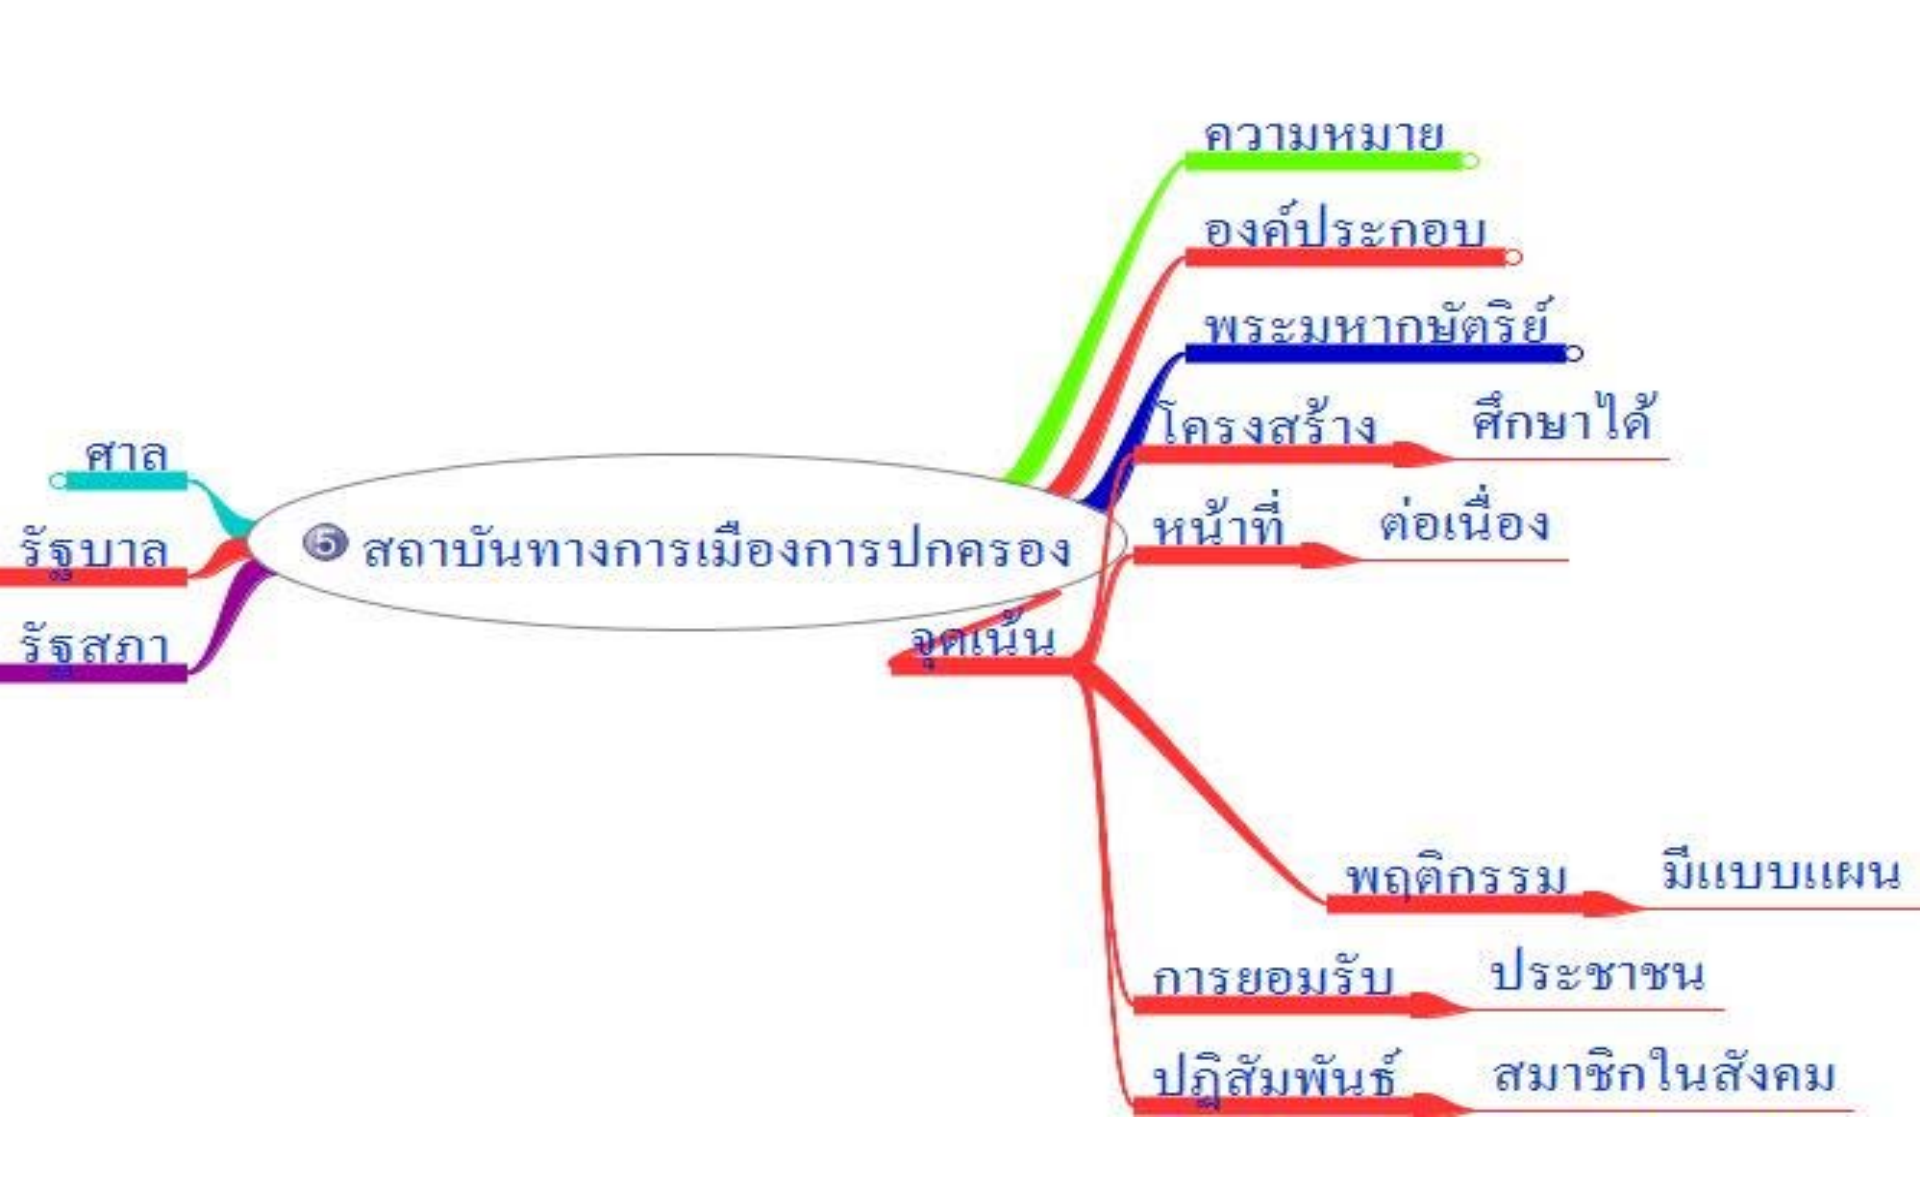 ความหมาย
องค์ประกอบ
พระมหากษัตริย์
โครงสร้าง ศึกษาได้
ศาล
หน้าที่ ต่อเนื่อง
รัฐบาล
5 สถาบันทางการเมืองการปกครอง
รัฐสภา
จุดเน้น
พฤติกรรม มีแบบแผน
การยอมรับ ประชาชน
ปฏิสัมพันธ์ สมาชิกในสังคม